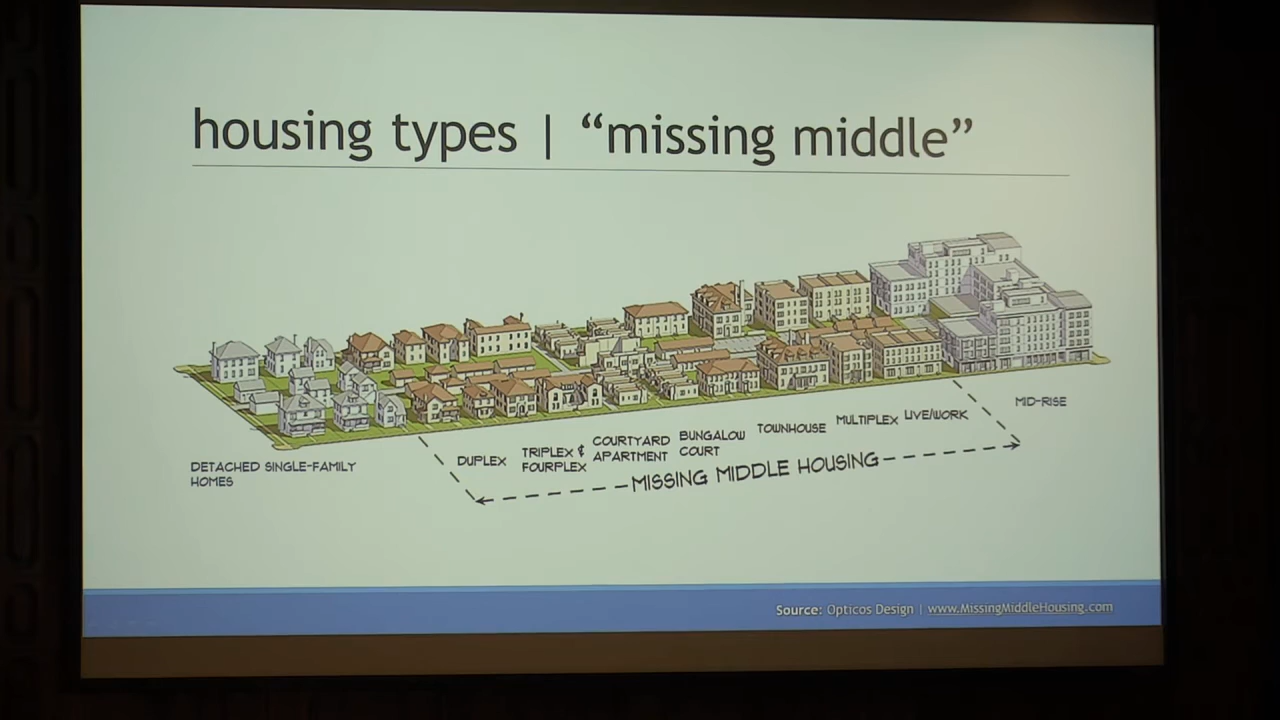 housing types | “missing middle”
DETACHED SINGLE-FAMILY
HOMES
DUPLEX
TRIPLEX &
FOURPLEX
COURTYARD
APARTMENT
BUNGALOW
COURT
TOWNHOUSE
MULTIPLEX
LIVE/WORK
MID-RISE
MISSING MIDDLE HOUSING
Source: Opticos Design | www.MissingMiddleHousing.com